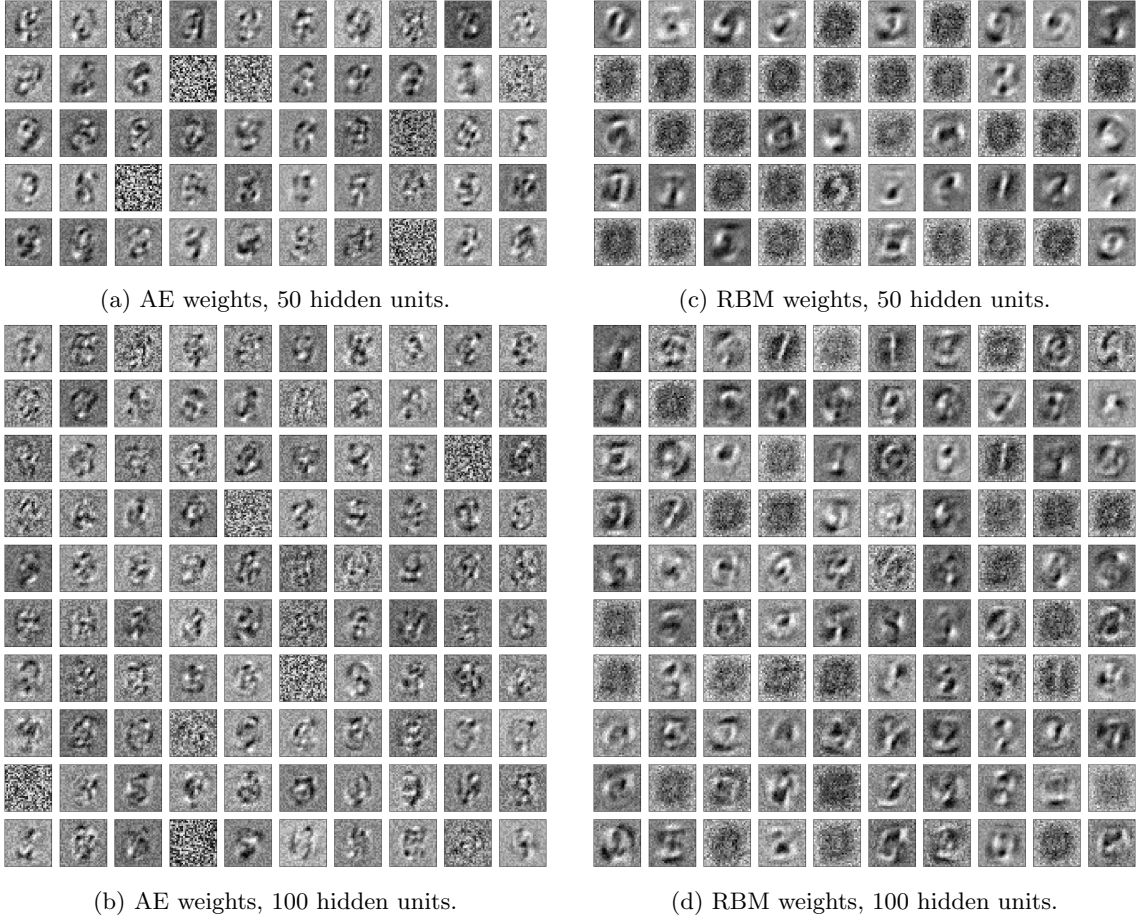 (a) AE weights, 50 hidden units.
(c) RBM weights, 50 hidden units.
(b) AE weights, 100 hidden units.
(d) RBM weights, 100 hidden units.